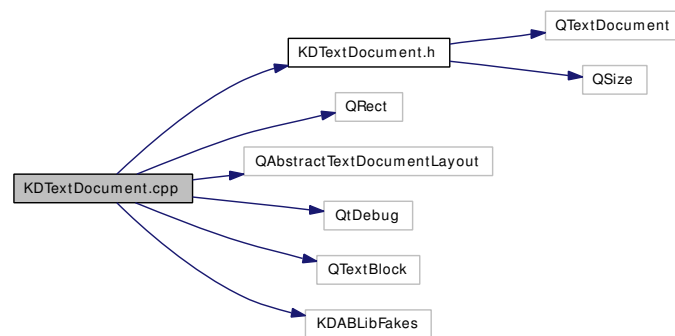 QTextDocument
KDTextDocument.h
QSize
QRect
QAbstractTextDocumentLayout
KDTextDocument.cpp
QtDebug
QTextBlock
KDABLibFakes